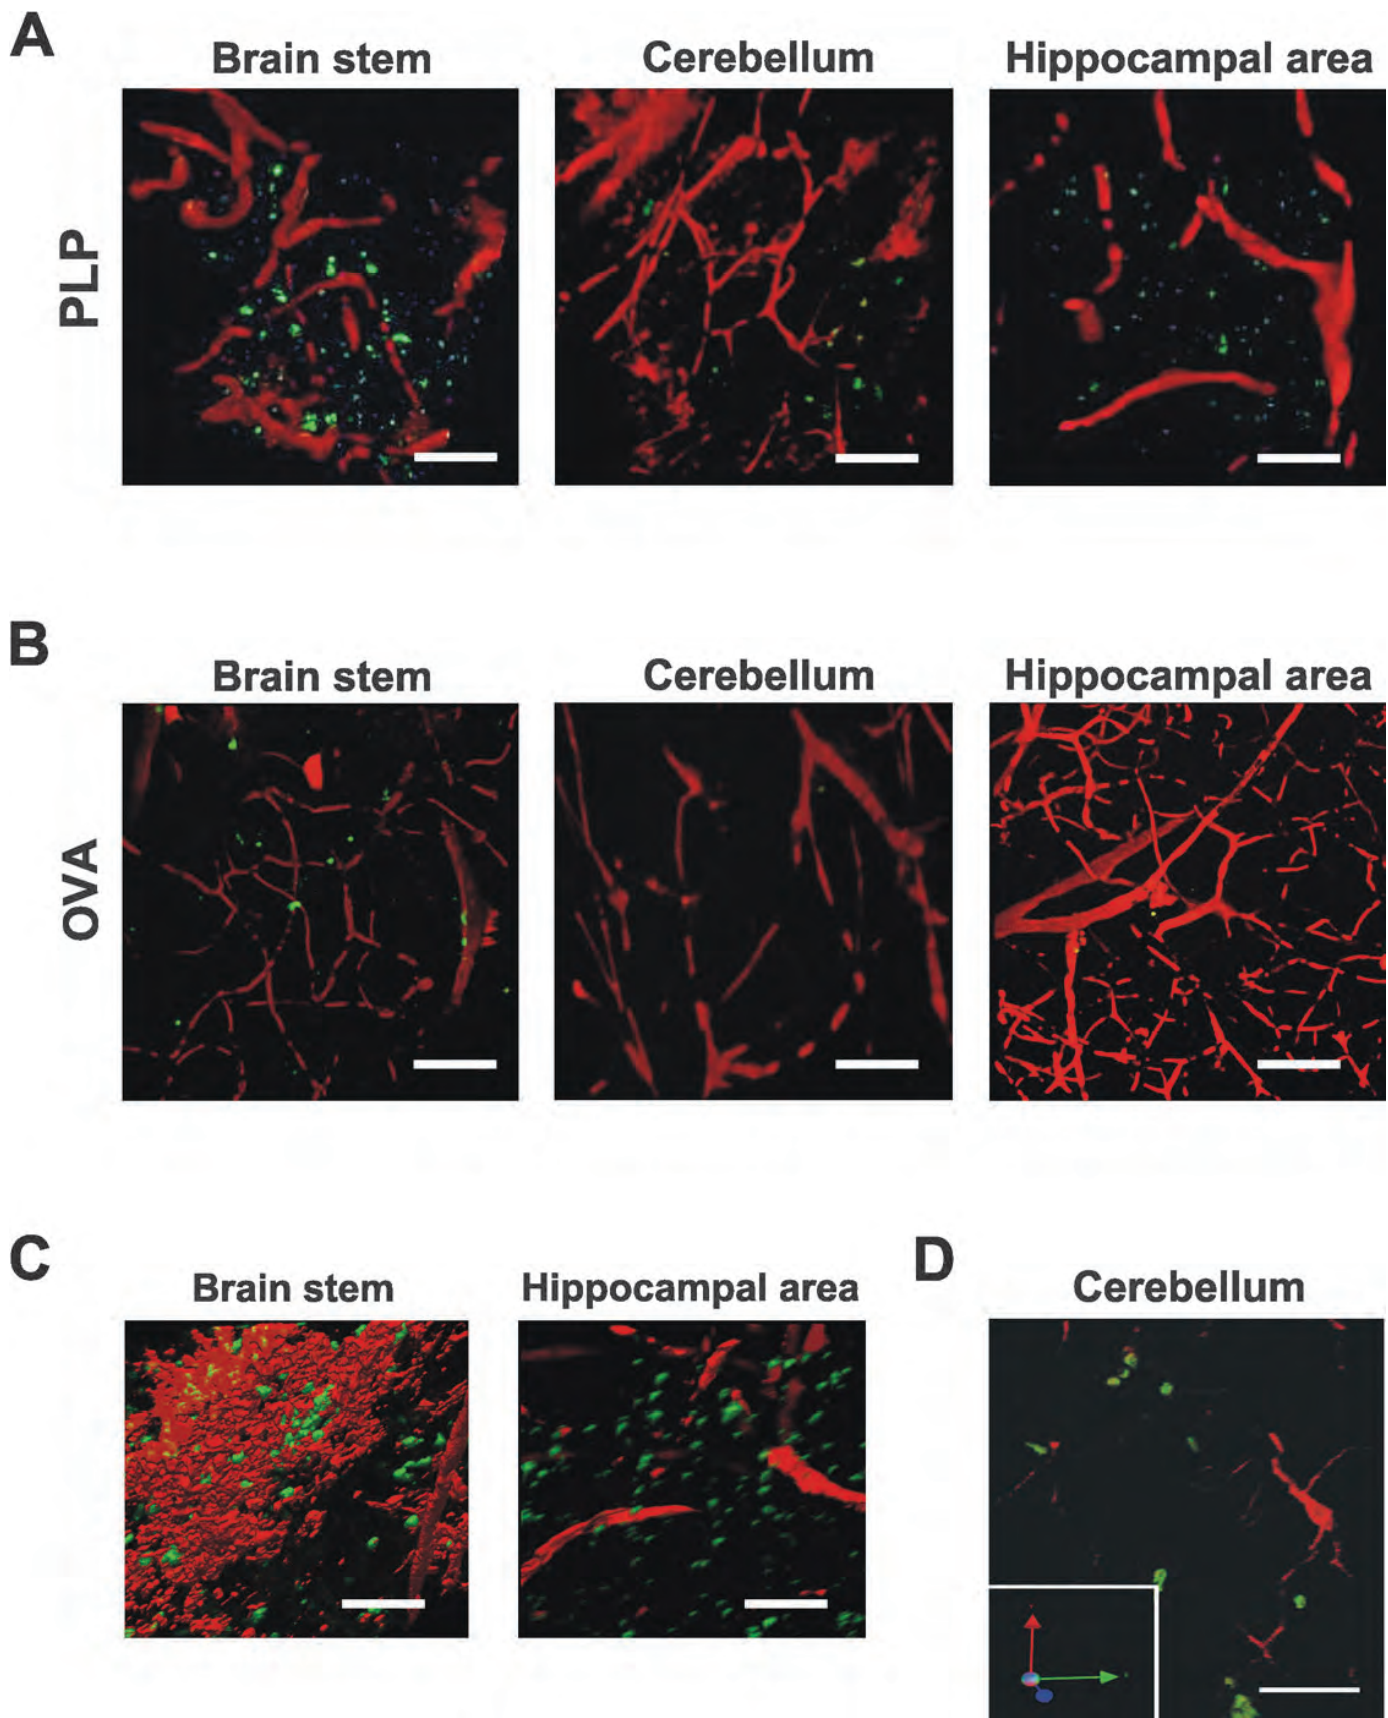 A
Brain stem Cerebellum Hippocampal area
PLP
B
Brain stem Cerebellum Hippocampal area
OVA
C D
Brain stem Hippocampal area Cerebellum